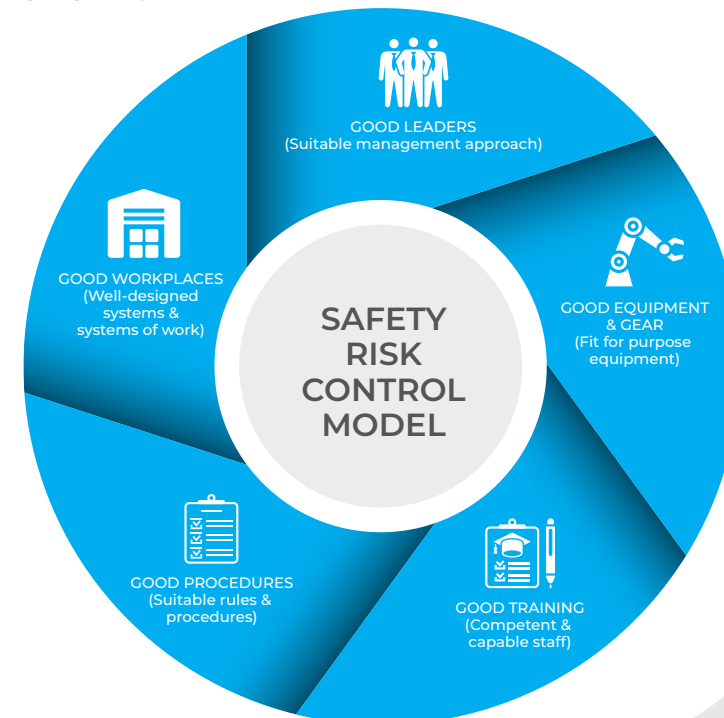 GOOD LEADERS
(Suitable management approach)
GOOD EQUIPMENT
& GEAR
(Fit for purpose
equipment)
GOOD TRAINING
(Competent &
capable staff)
GOOD PROCEDURES
(Suitable rules &
procedures)
GOOD WORKPLACES
(Well-designed
systems &
systems of work)
SAFETY
RISK
CONTROL
MODEL